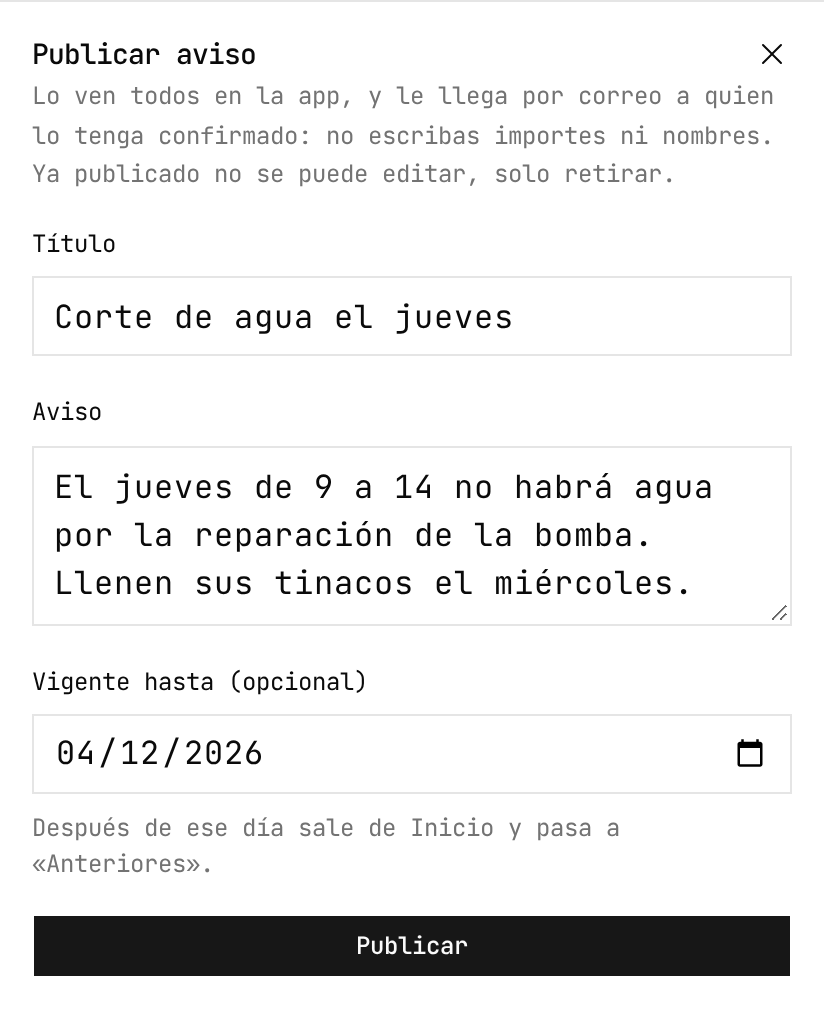 Publicar aviso
Lo ven todos en la app, y le llega por correo a quien
lo tenga confirmado: no escribas importes ni nombres.
Ya publicado no se puede editar, solo retirar.
Título
Corte de agua el jueves
Aviso
El jueves de 9 a 14 no habrá agua
por la reparación de la bomba.
Llenen sus tinacos el miércoles.
Vigente hasta (opcional)
04/12/2026
Después de ese día sale de Inicio y pasa a
«Anteriores».
Publicar